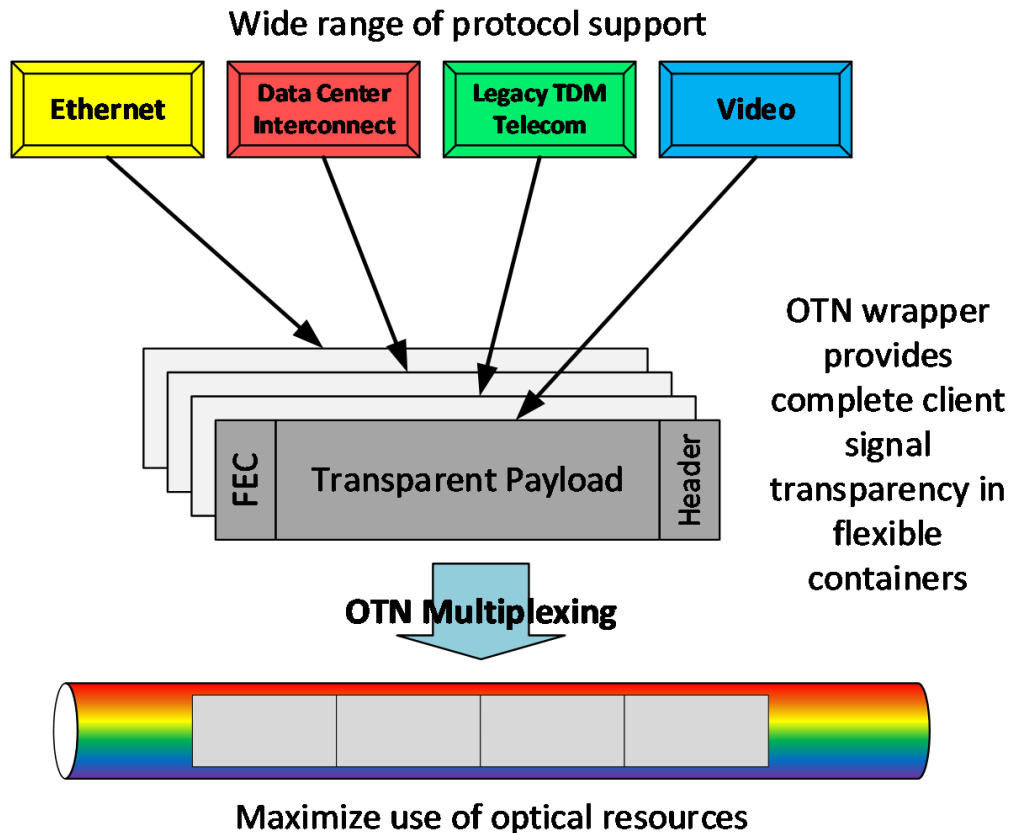 Wide range of protocol support
Ethernet
Data Center
Interconnect
Legacy TDM
Telecom
Video
OTN wrapper
provides
complete client
signal
transparency in
flexible
containers
FEC
Transparent Payload
Header
OTN Multiplexing
Maximize use of optical resources